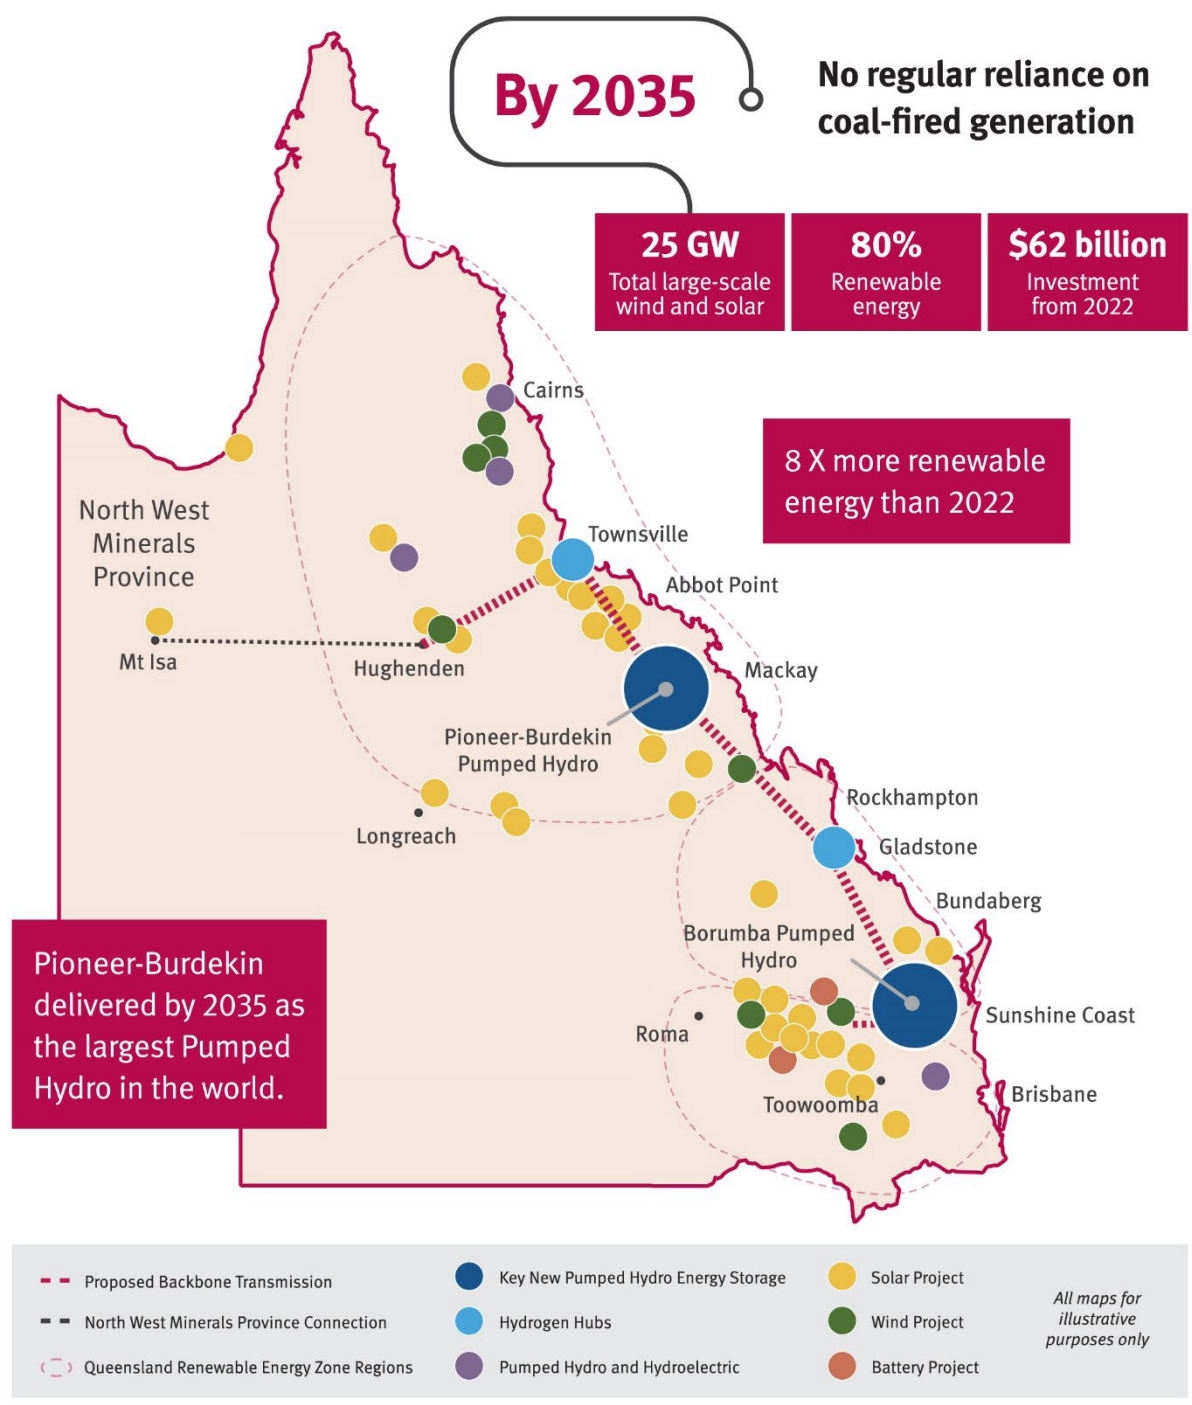 By 2035
No regular reliance on
coal-fired generation
25 GW
Total large-scale
wind and solar
80%
Renewable
energy
$62 billion
Investment
from 2022
Cairns
8 X more renewable
energy than 2022
North West
Minerals
Province
Townsville
Abbot Point
Mt Isa
Hughenden
Mackay
Pioneer-Burdekin
Pumped Hydro
Longreach
Rockhampton
Gladstone
Bundaberg
Borumba Pumped
Hydro
Pioneer-Burdekin
delivered by 2035 as
the largest Pumped
Hydro in the world.
Roma
Sunshine Coast
Toowoomba
Brisbane
Proposed Backbone Transmission
North West Minerals Province Connection
Queensland Renewable Energy Zone Regions
Key New Pumped Hydro Energy Storage
Hydrogen Hubs
Pumped Hydro and Hydroelectric
Solar Project
Wind Project
Battery Project
All maps for
illustrative
purposes only